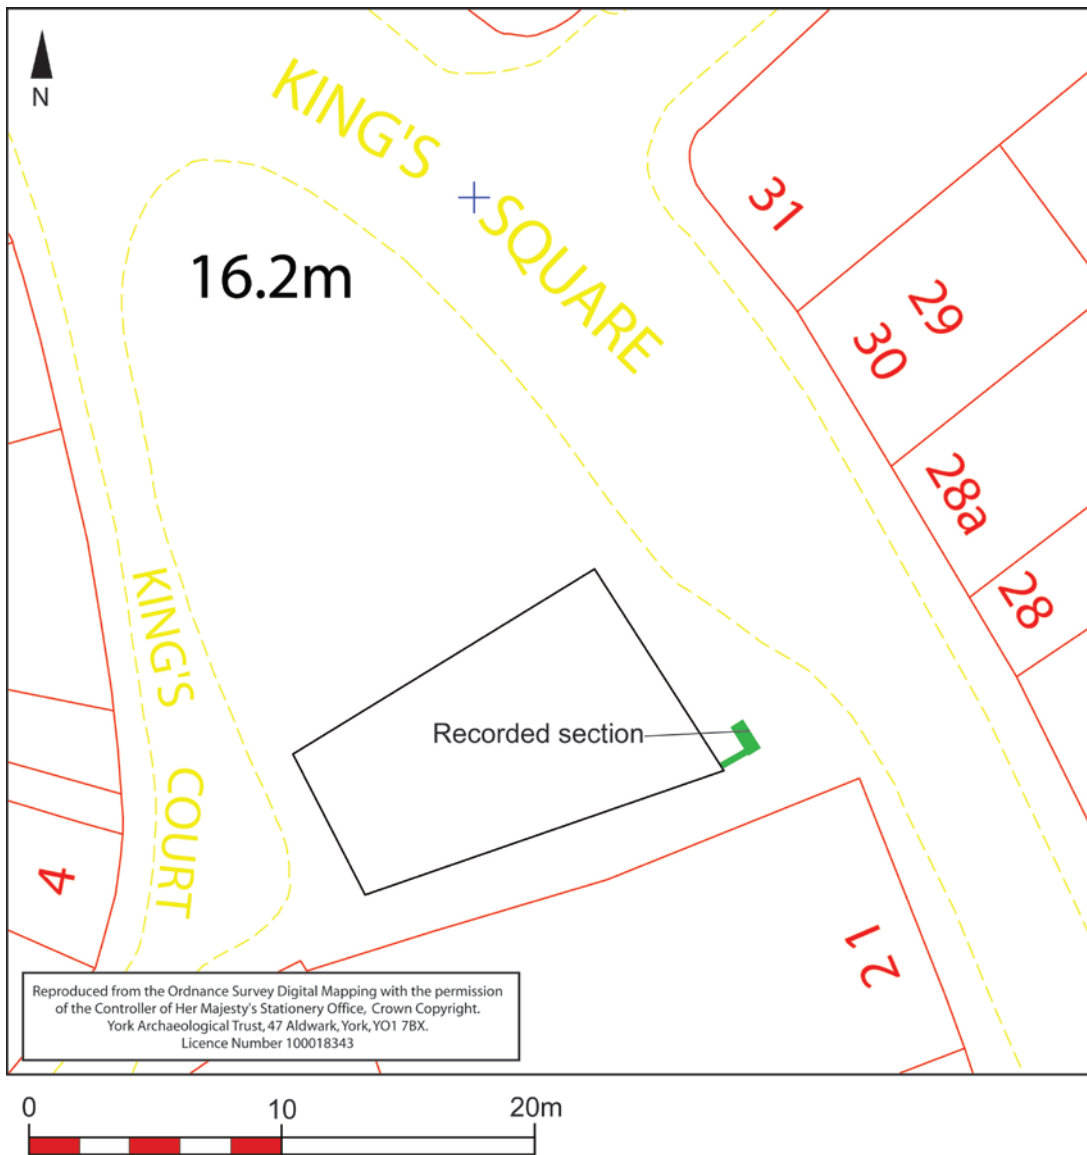 N
KING'S
SQUARE
16.2m
31
29
30
28a
28
KING'S
COURT
Recorded section
4
21
Reproduced from the Ordnance Survey Digital Mapping with the permission
of the Controller of Her Majesty's Stationery Office, Crown Copyright.
York Archaeological Trust, 47 Aldwark, York, YO1 7BX.
Licence Number 100018343
0 10 20m